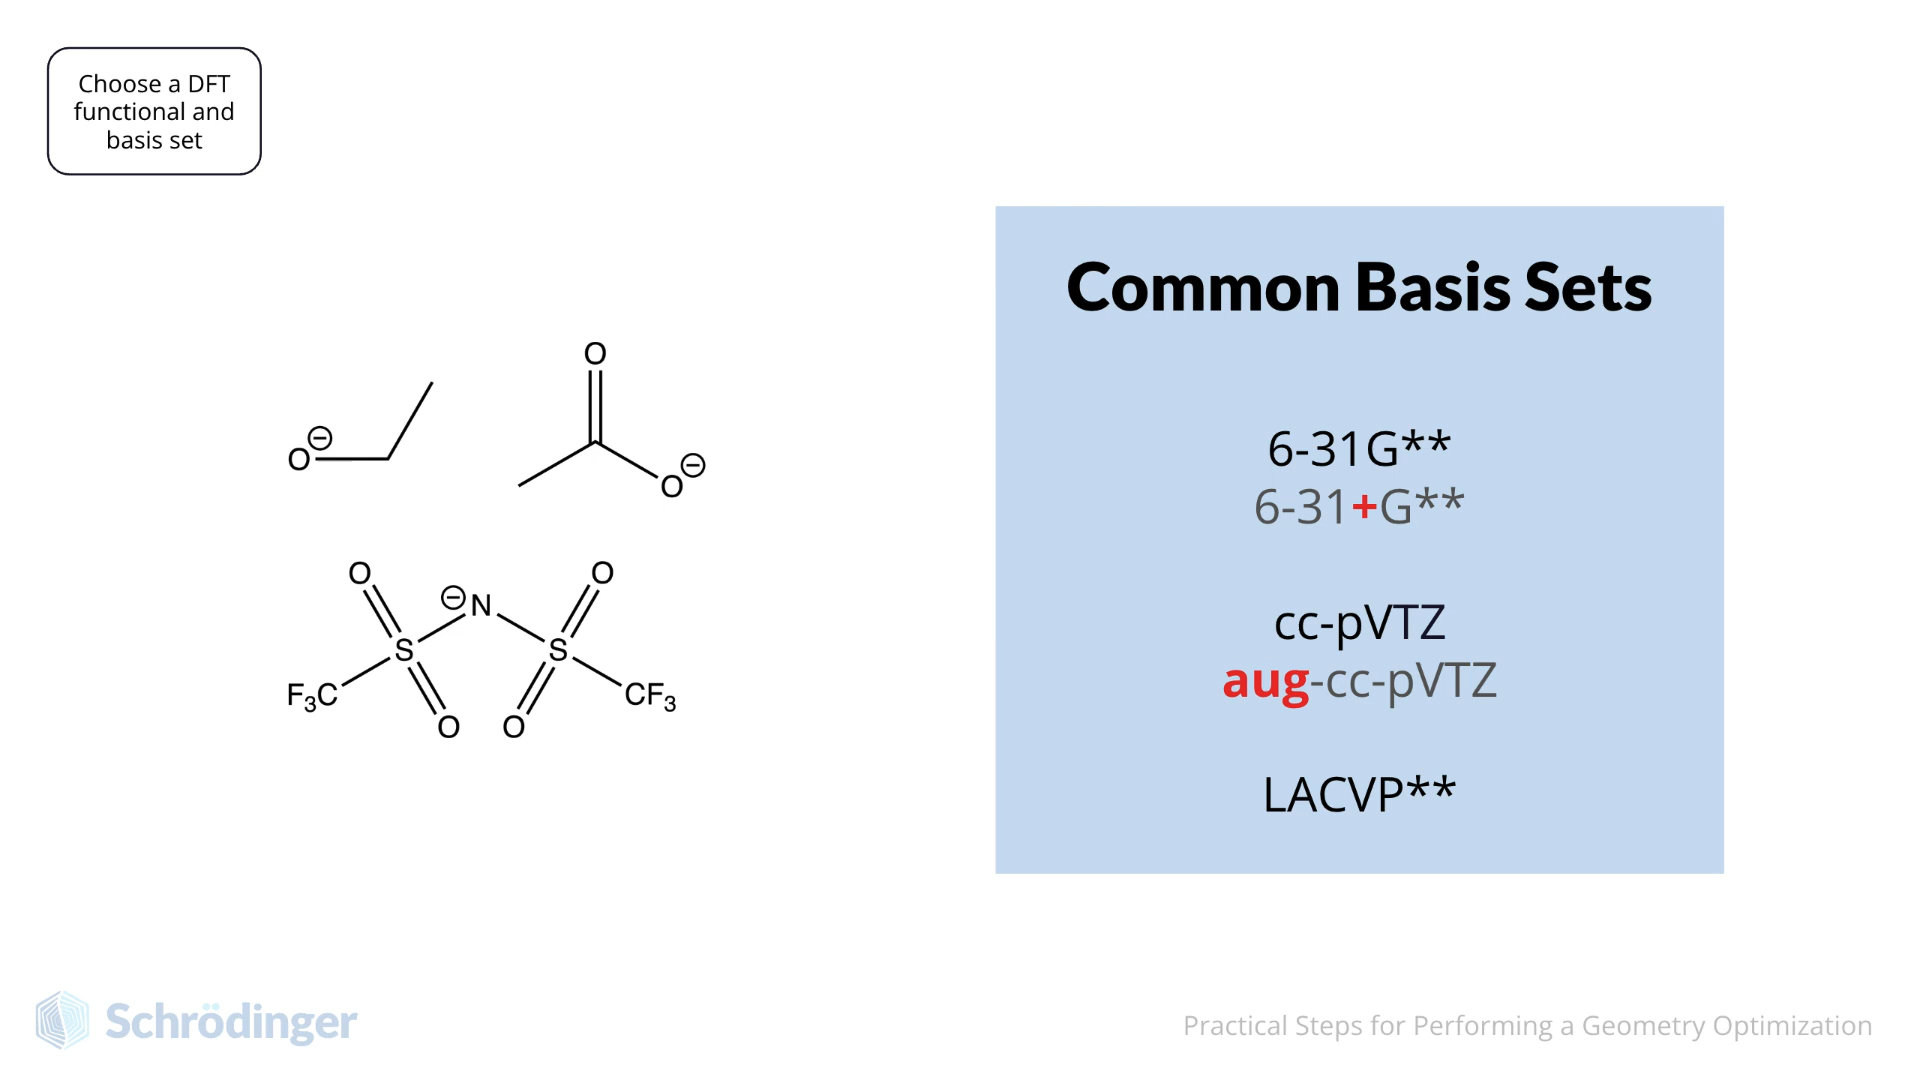 Choose a DFT
functional and
basis set
Common Basis Sets
6-31G**
6-31+G**
cc-pVTZ
aug-cc-pVTZ
LACVP**
O
O
⊖
O
⊖
O
O
⊖N
S
S
F₃C
CF₃
O
O
Schrödinger
Practical Steps for Performing a Geometry Optimization